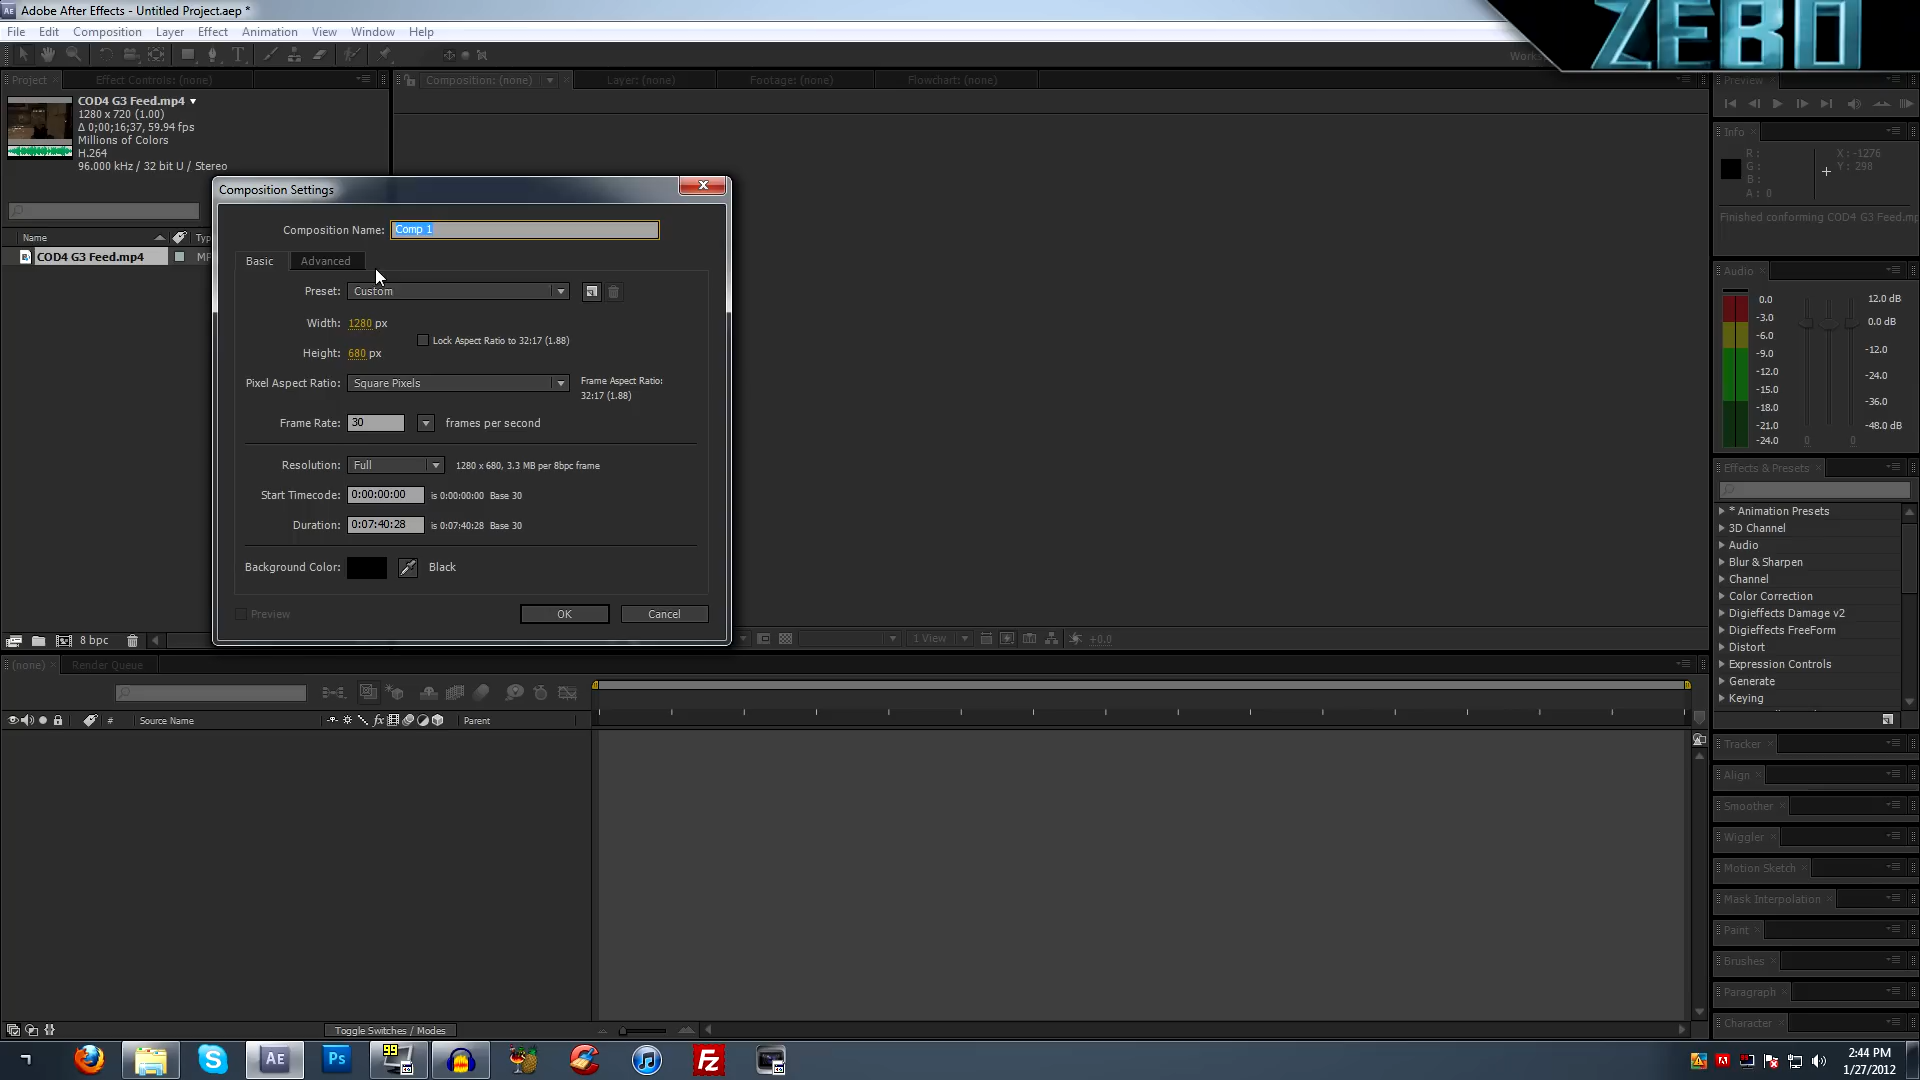 Adobe After Effects - Untitled Project.aep *
ZEBO
File Edit Composition Layer Effect Animation View Window Help
Project Effect Controls: (none) Composition: (none) Layer: (none) Footage: (none) Flowchart: (none) Preview
COD4 G3 Feed.mp4
1280 x 720 (1.00)
Δ 0;00;16;37, 59.94 fps
Millions of Colors
H.264
96.000 kHz / 32 bit U / Stereo
Name
COD4 G3 Feed.mp4
Composition Settings
Composition Name: Comp 1
Basic Advanced
Preset: Custom
Width: 1280 px
Lock Aspect Ratio to 32:17 (1.88)
Height: 680 px
Pixel Aspect Ratio: Square Pixels
Frame Aspect Ratio:
32:17 (1.88)
Frame Rate: 30 frames per second
Resolution: Full 1280 x 680, 3.3 MB per 8bpc frame
Start Timecode: 0:00:00:00 is 0:00:00:00 Base 30
Duration: 0:07:40:28 is 0:07:40:28 Base 30
Background Color: Black
Preview OK Cancel
8 bpc
1 View +0.0
Info
R: X: -1276
G: Y: 298
B:
A: 0
Finished conforming COD4 G3 Feed.mp
Audio
0.0 12.0 dB
-3.0 0.0 dB
-6.0
-9.0 -12.0
-12.0 -24.0
-15.0
-18.0 -36.0
-21.0 -48.0 dB
-24.0 0 0
Effects & Presets
* Animation Presets
3D Channel
Audio
Blur & Sharpen
Channel
Color Correction
Digieffects Damage v2
Digieffects FreeForm
Distort
Expression Controls
Generate
Keying
Tracker
Align
Smoother
Wiggler
Motion Sketch
Mask Interpolation
Paint
Brushes
Paragraph
Character
(none) Render Queue
# Source Name fx Parent
Toggle Switches / Modes
AE Ps 99 Fz
2:44 PM
1/27/2012